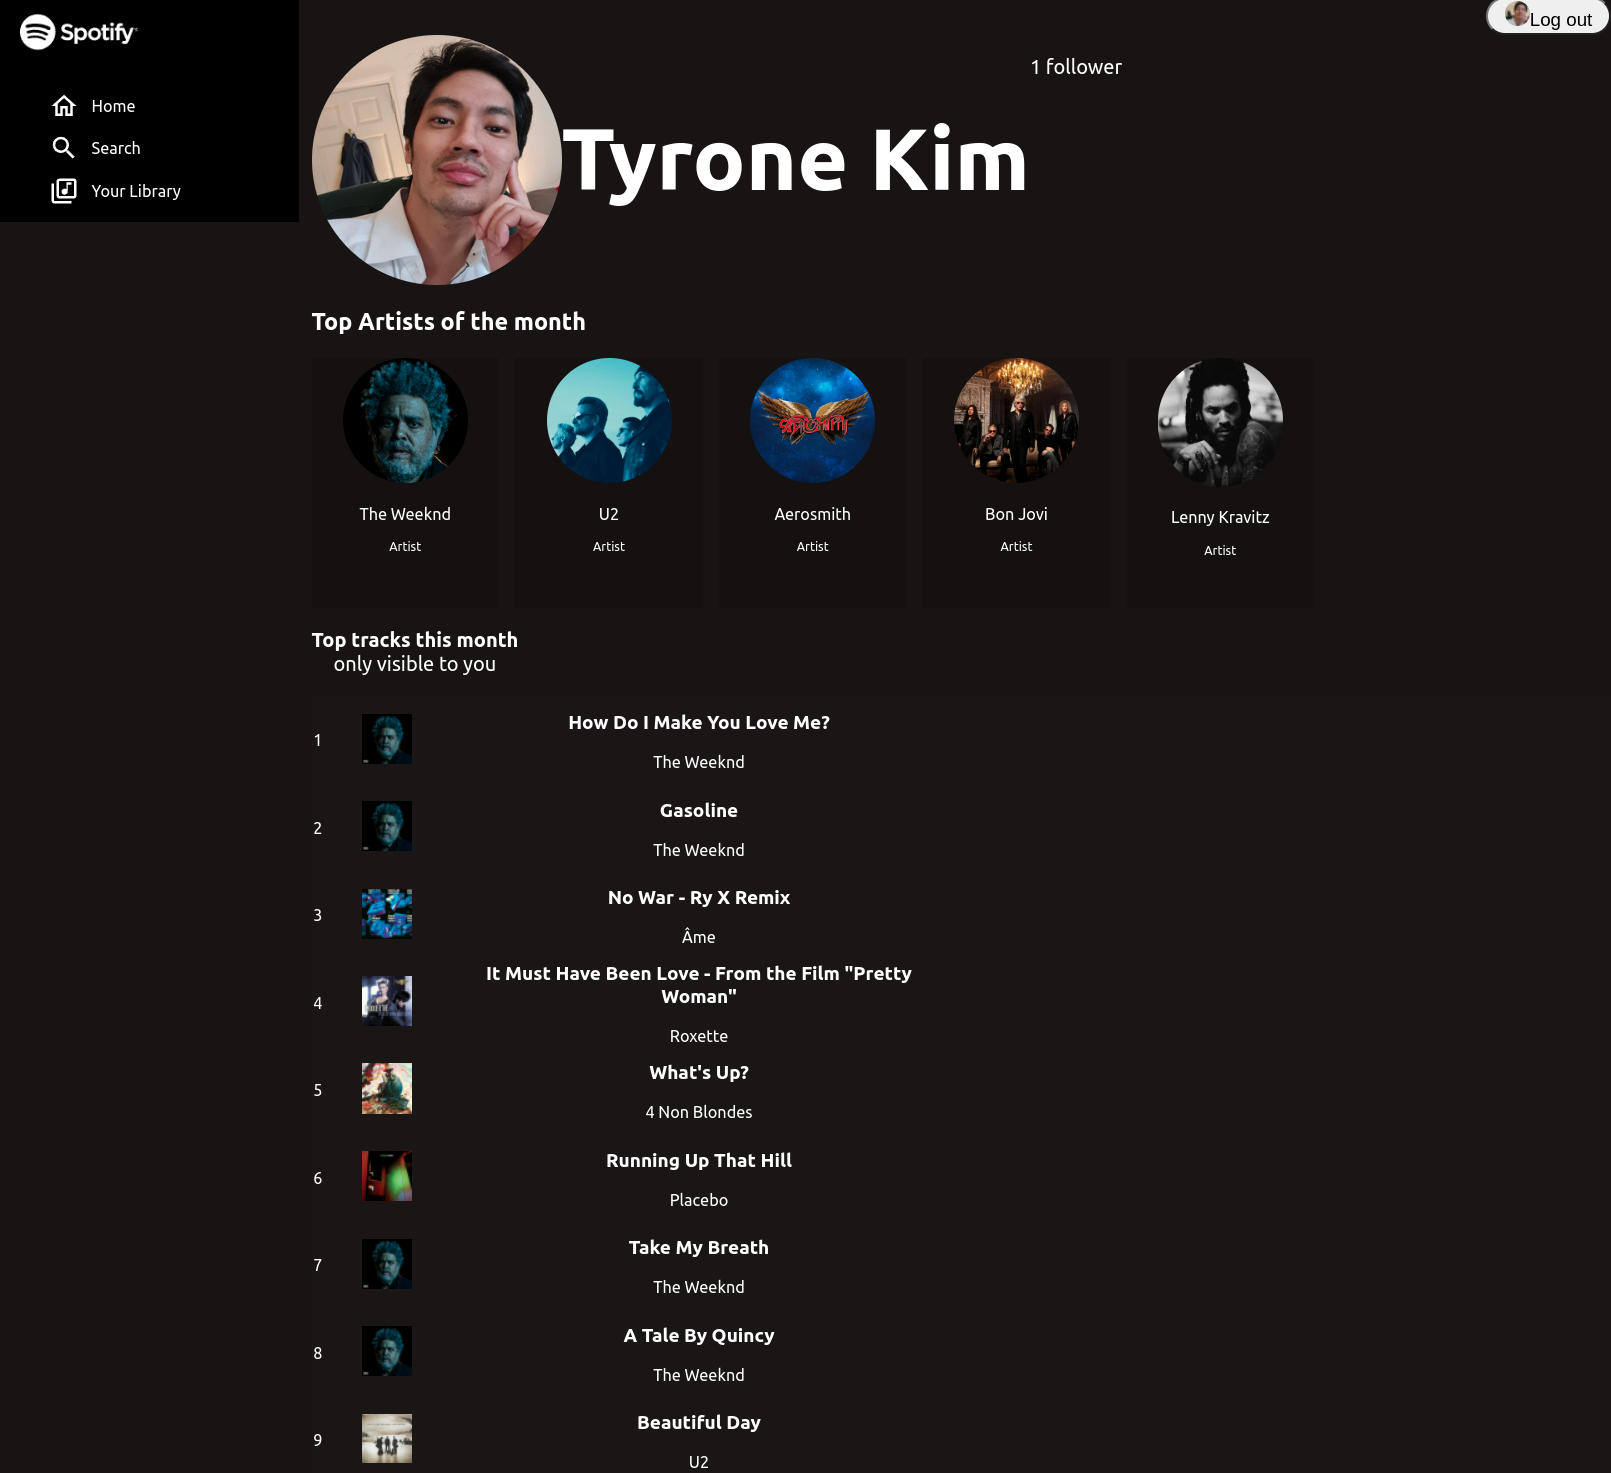 Spotify
Log out
Home
Search
Your Library
1 follower
Tyrone Kim
Top Artists of the month
The Weeknd
Artist
U2
Artist
Aerosmith
Artist
Bon Jovi
Artist
Lenny Kravitz
Artist
Top tracks this month
only visible to you
1
How Do I Make You Love Me?
The Weeknd
2
Gasoline
The Weeknd
3
No War - Ry X Remix
Âme
4
It Must Have Been Love - From the Film "Pretty
Woman"
Roxette
5
What's Up?
4 Non Blondes
6
Running Up That Hill
Placebo
7
Take My Breath
The Weeknd
8
A Tale By Quincy
The Weeknd
9
Beautiful Day
U2